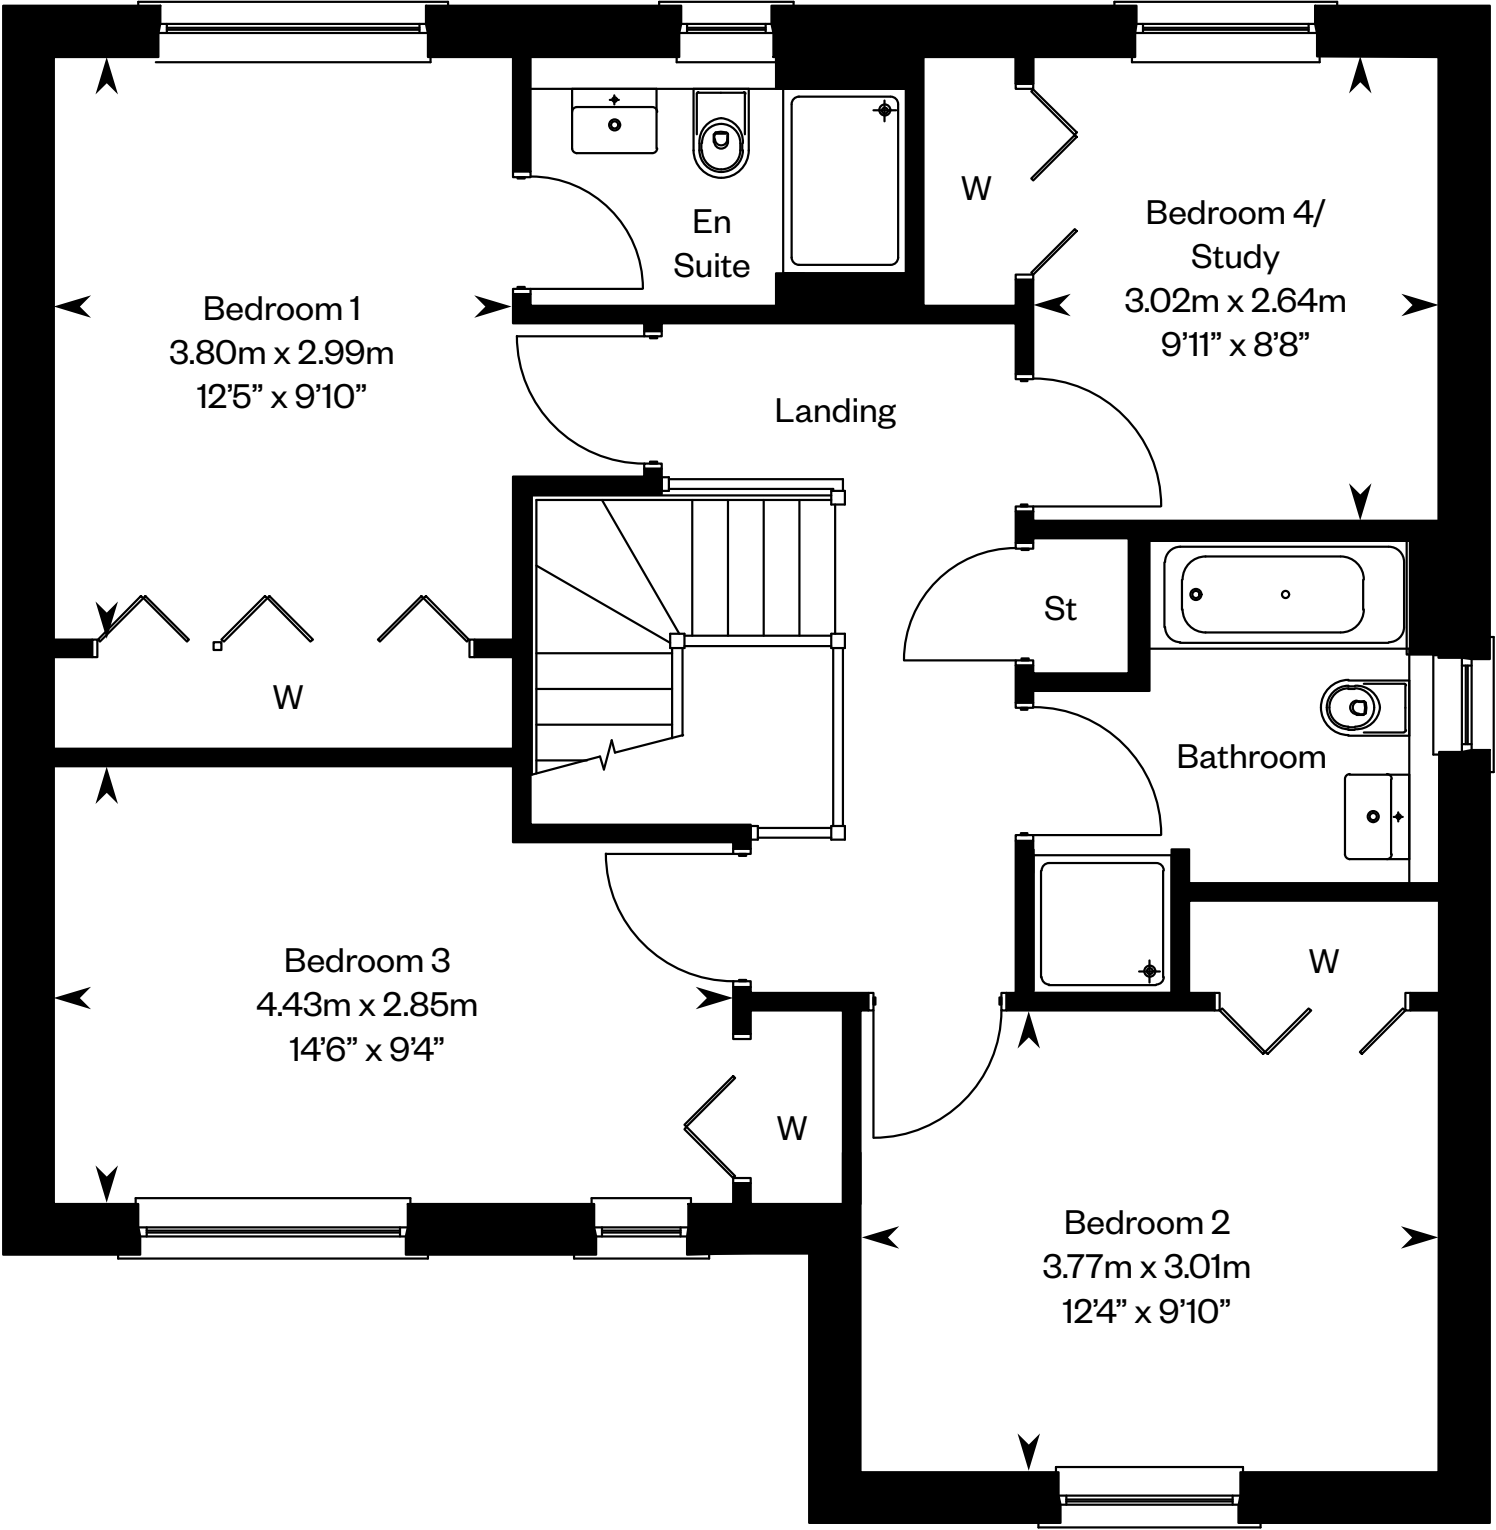 En
Suite
W
Bedroom 4/
Study
3.02m x 2.64m
9'11” x 8'8”
Bedroom 1
3.80m x 2.99m
12'5” x 9'10”
Landing
St
W
Bathroom
Bedroom 3
4.43m x 2.85m
14'6” x 9'4”
W
W
Bedroom 2
3.77m x 3.01m
12'4” x 9'10”